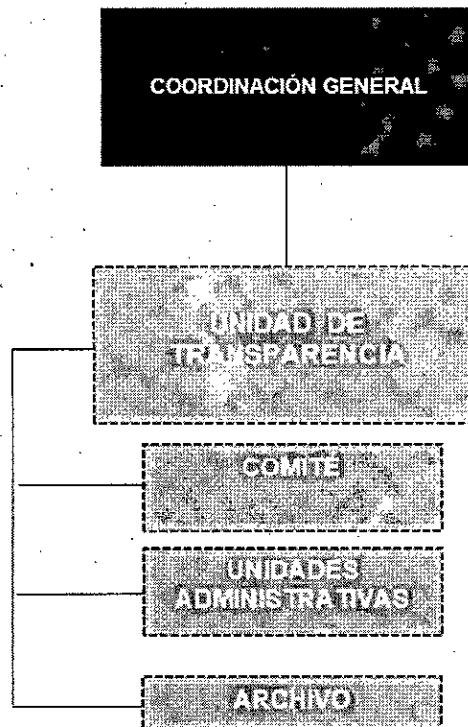 COORDINACIÓN GENERAL
UNIDAD DE
TRANSPARENCIA
COMITÉ
UNIDADES
ADMINISTRATIVAS
ARCHIVO